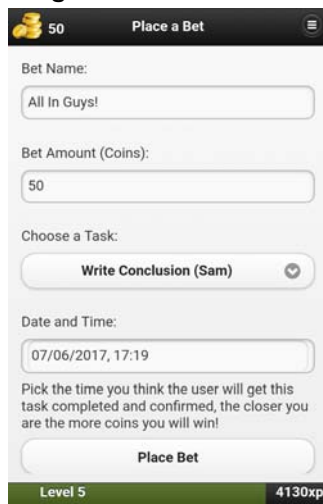 50 Place a Bet
Bet Name:
All In Guys!
Bet Amount (Coins):
50
Choose a Task:
Write Conclusion (Sam)
Date and Time:
07/06/2017, 17:19
Pick the time you think the user will get this
task completed and confirmed, the closer you
are the more coins you will win!
Place Bet
Level 5 4130xp